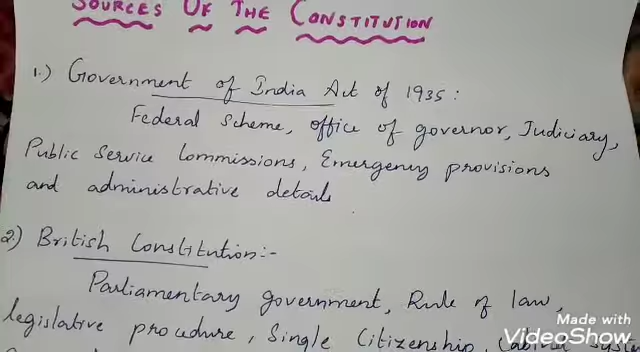 SOURCES OF THE CONSTITUTION
1.) Government of India Act of 1935 :
Federal Scheme, office of governor, Judiciary,
Public Service Commissions, Emergency provisions
and administrative details
2.) British Constitution:-
Parliamentary government, Rule of law,
legislative procedure, Single Citizenship, Cabinet System
Made with
VideoShow